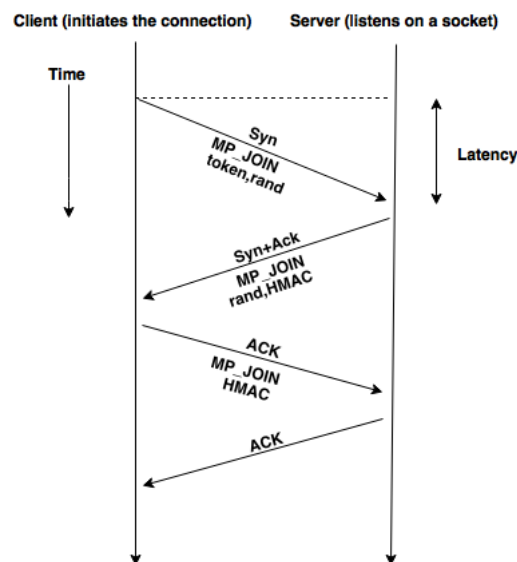 Client (initiates the connection)
Server (listens on a socket)
Time
Syn
MP_JOIN
token,rand
Latency
Syn+Ack
MP_JOIN
rand,HMAC
ACK
MP_JOIN
HMAC
ACK